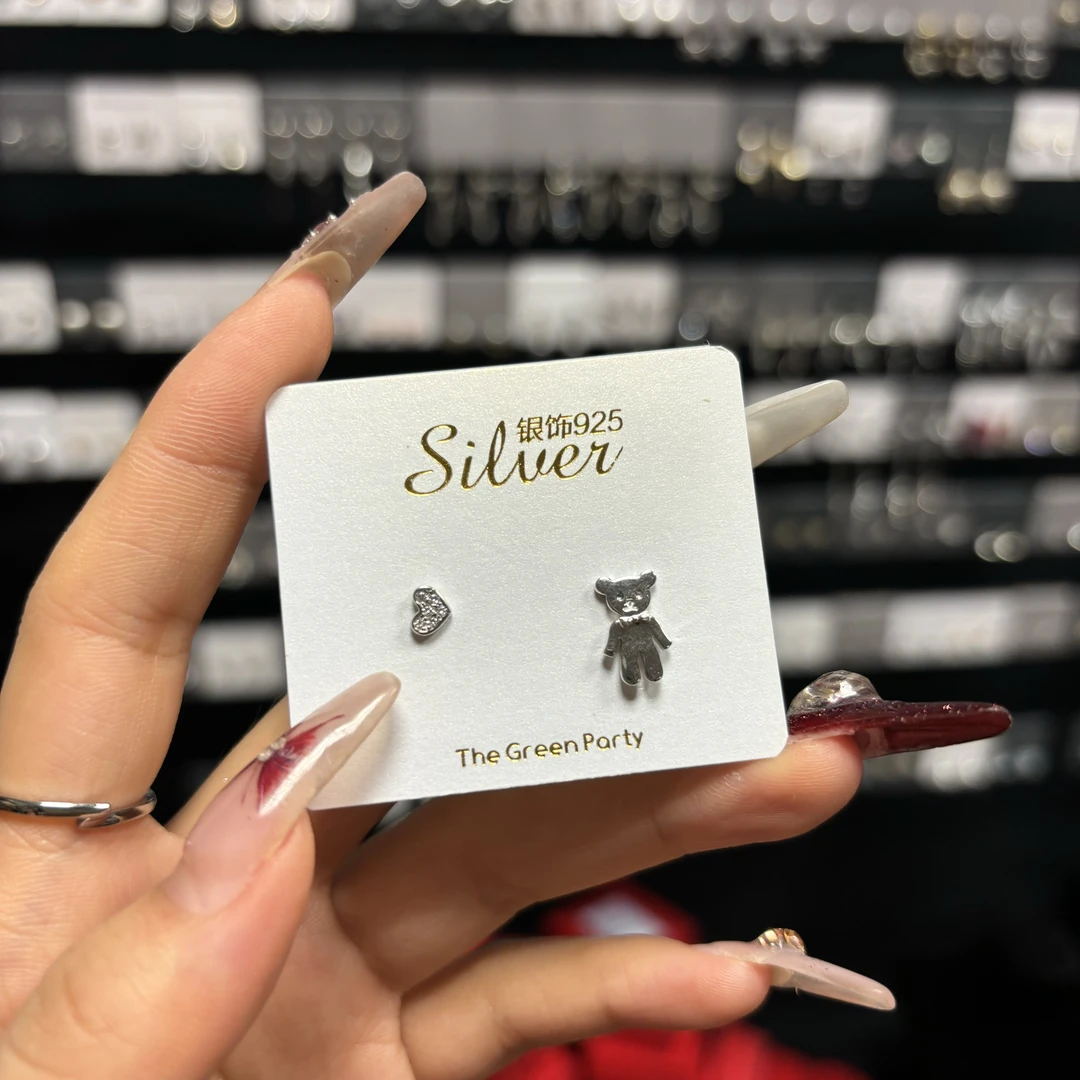 银饰925
Silver
The Green Party